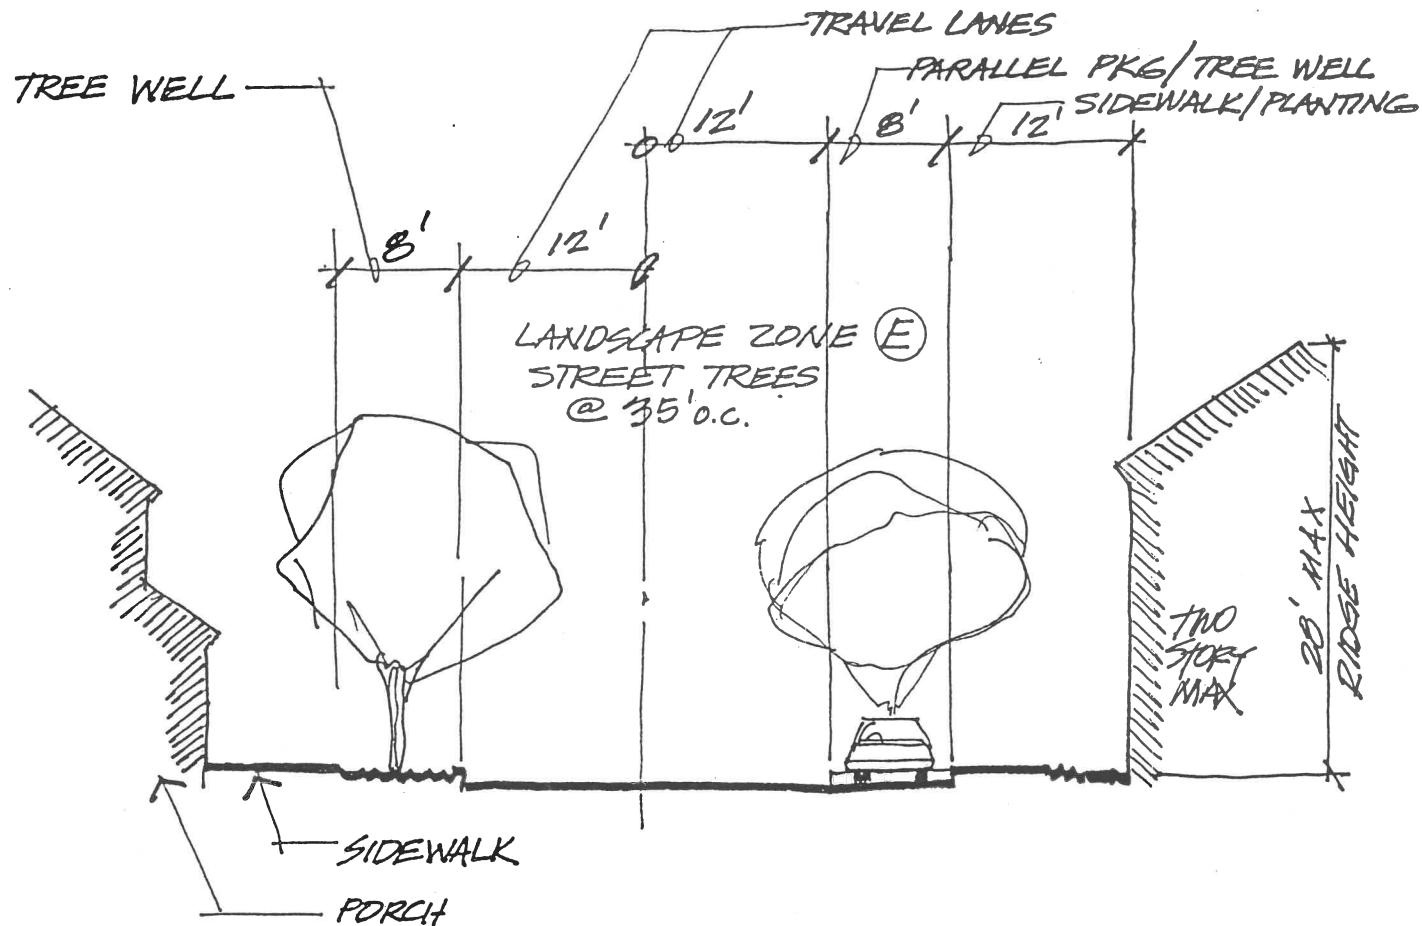 TRAVEL LANES
PARALLEL PKG/TREE WELL
TREE WELL
SIDEWALK/PLANTING
12'
8'
12'
8'
12'
LANDSCAPE ZONE E
STREET TREES
@ 35' O.C.
28' MAX
RIDGE HEIGHT
TWO
STORY
MAX
SIDEWALK
PORCH